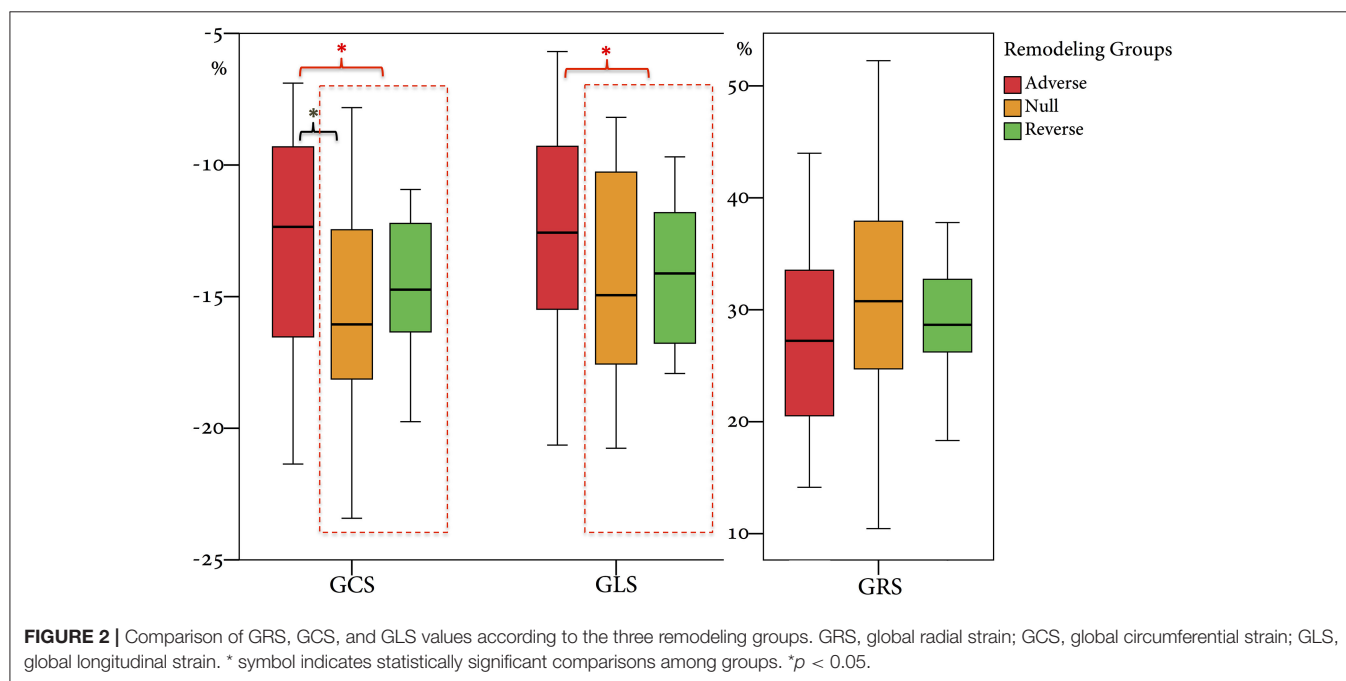 -5
%
*
*
*
-10
-15
-20
-25
GCS
GLS
%
50
40
30
20
10
GRS
Remodeling Groups
Adverse
Null
Reverse
FIGURE 2 | Comparison of GRS, GCS, and GLS values according to the three remodeling groups. GRS, global radial strain; GCS, global circumferential strain; GLS,
global longitudinal strain. * symbol indicates statistically significant comparisons among groups. *p < 0.05.